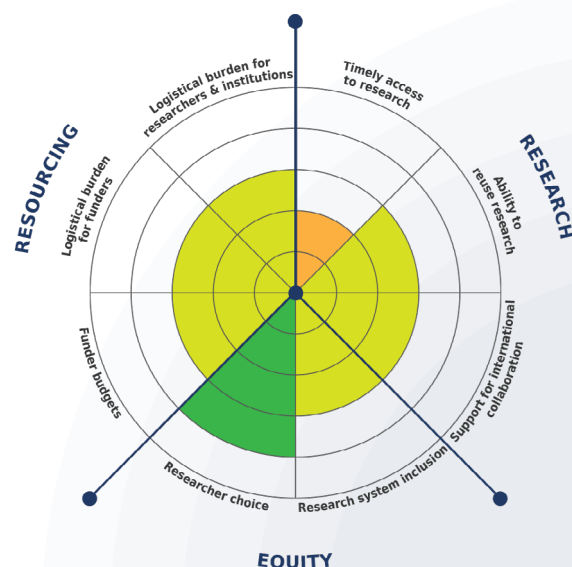 Logistical burden for
researchers & institutions
Timely access
to research
RESOURCING
RESEARCH
Logistical burden
for funders
Ability to
reuse research
Funder budgets
Support for international
collaboration
Researcher choice
Research system inclusion
EQUITY